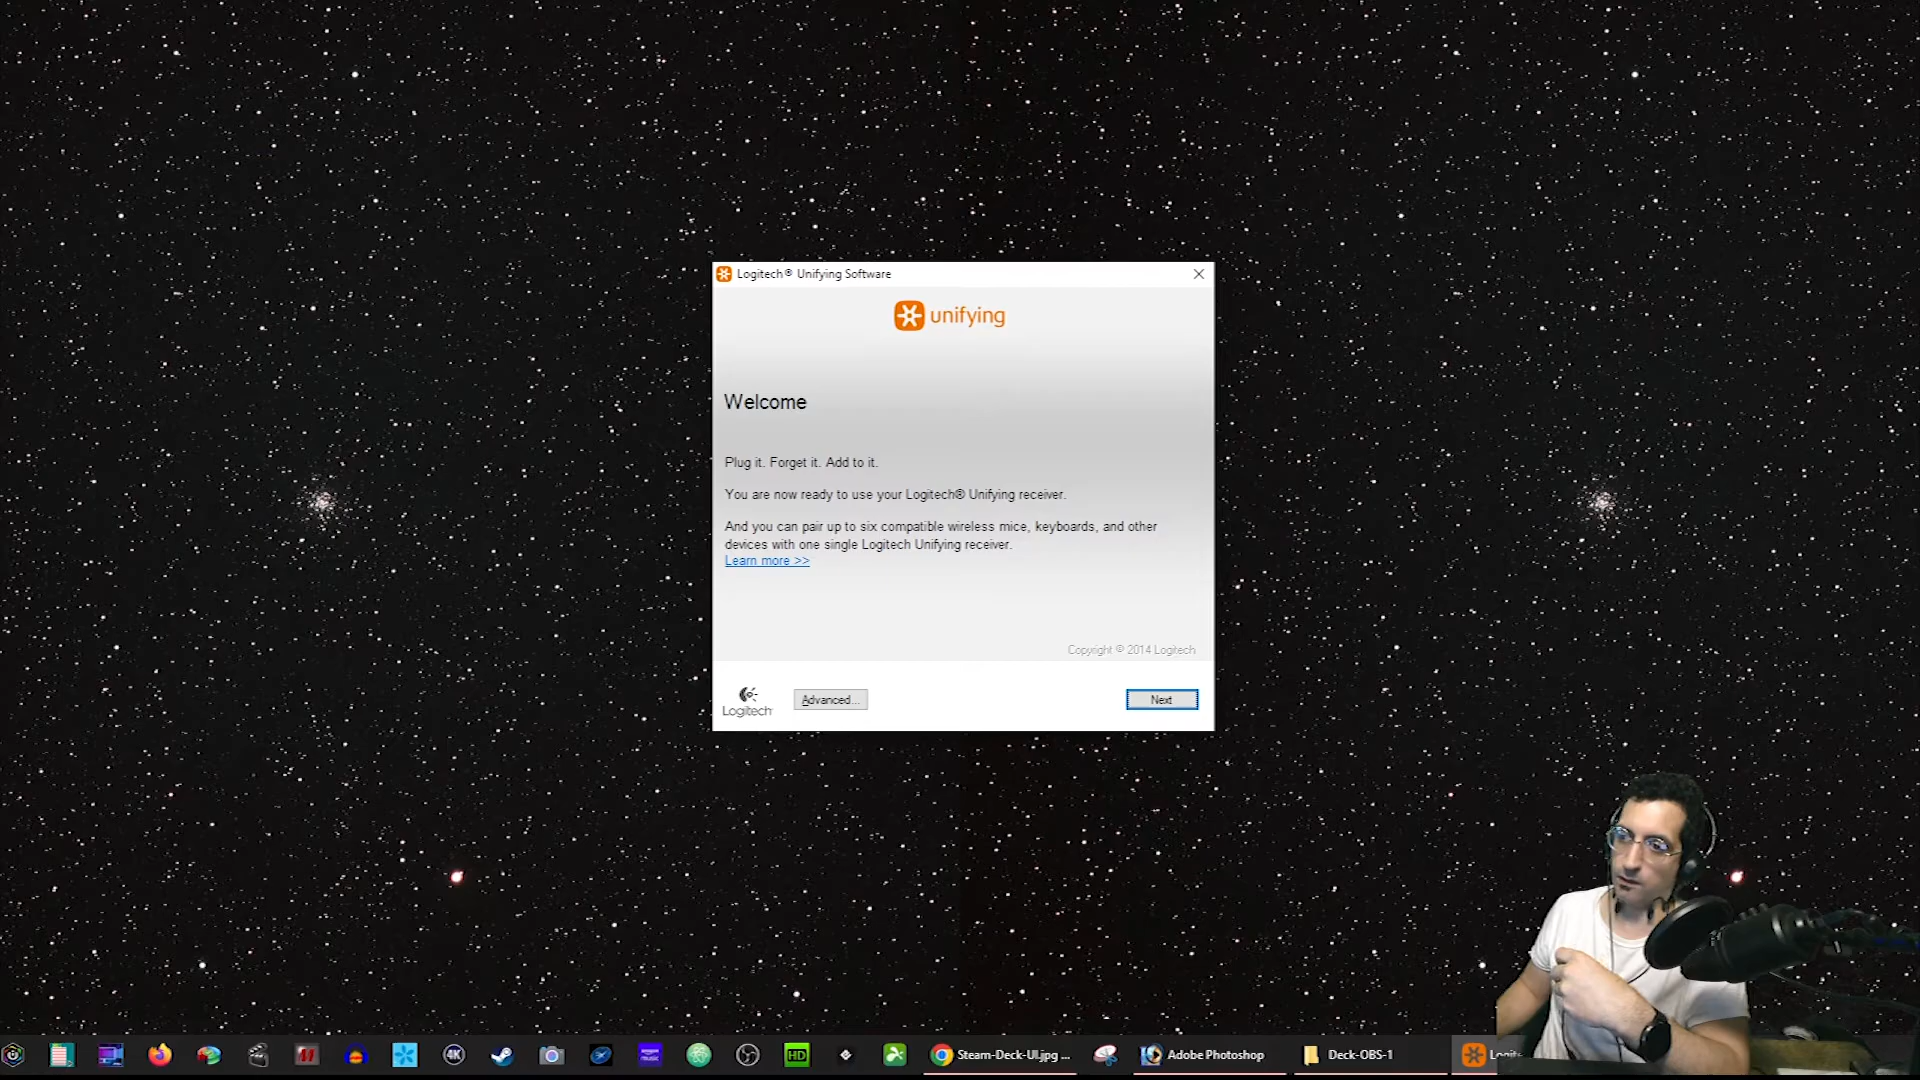 Logitech® Unifying Software
unifying
Welcome
Plug it. Forget it. Add to it.
You are now ready to use your Logitech® Unifying receiver.
And you can pair up to six compatible wireless mice, keyboards, and other
devices with one single Logitech Unifying receiver.
Learn more >>
Copyright © 2014 Logitech
Logitech
Advanced...
Next
4K
HD
Steam-Deck-UI.jpg ...
Adobe Photoshop
Deck-OBS-1